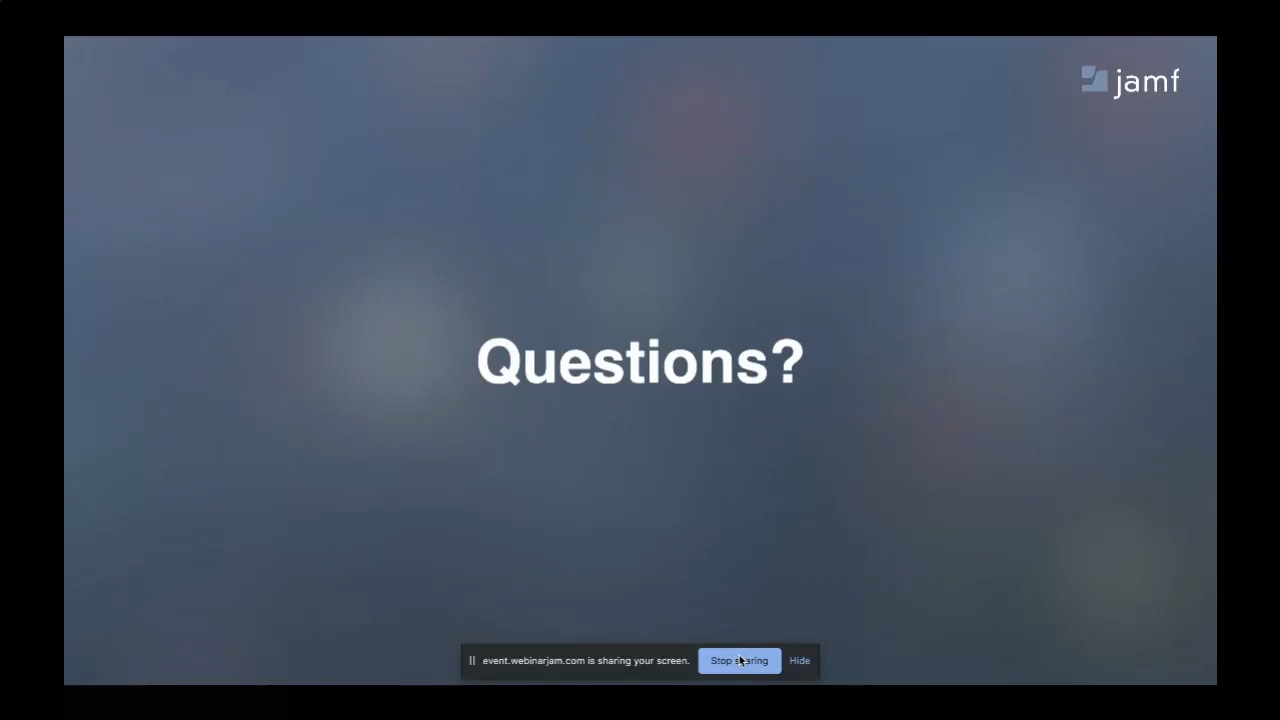 jamf
Questions?
event.webinarjam.com is sharing your screen.
Stop sharing
Hide